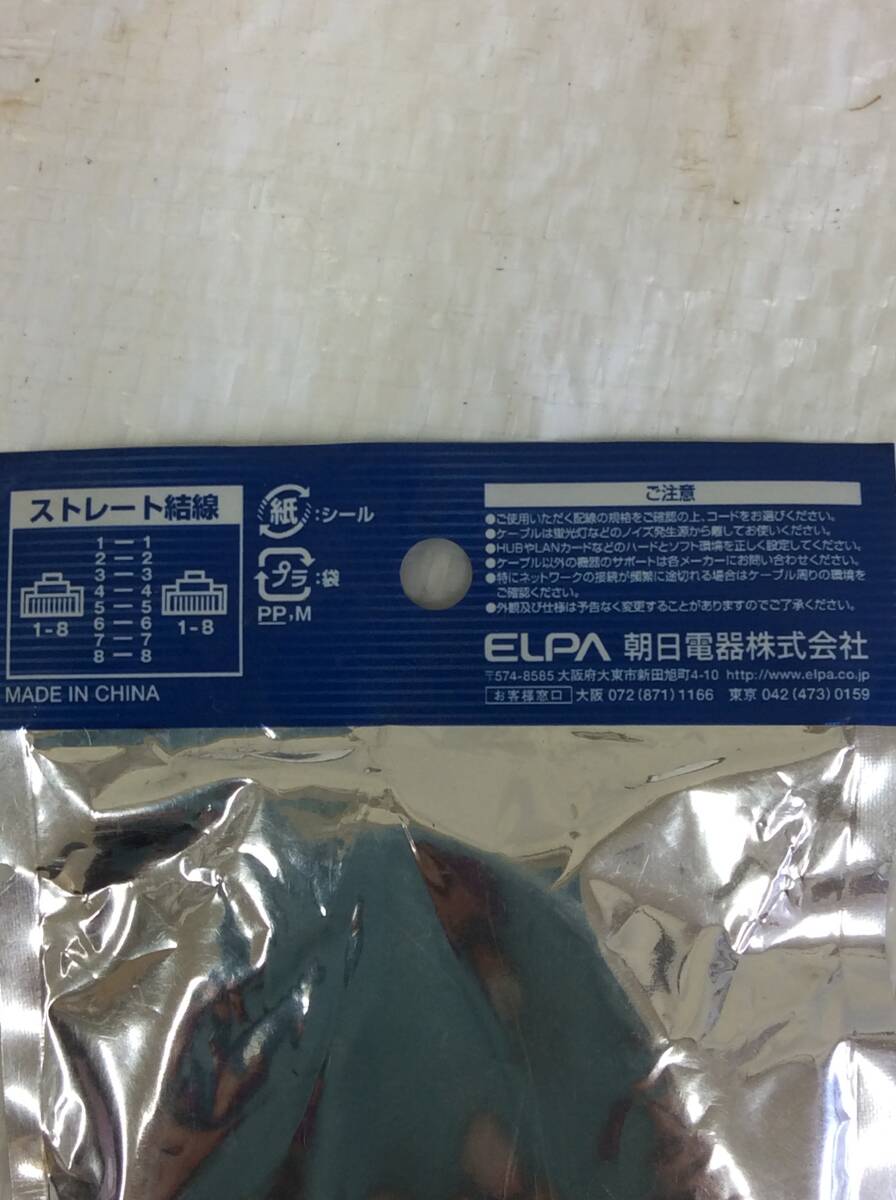 ストレート結線
1 — 1
2 — 2
3 — 3
4 — 4
5 — 5
6 — 6
7 — 7
8 — 8
1-8
1-8
MADE IN CHINA
紙:シール
プラ:袋
PP,M
ご注意
●ご使用いただく配線の規格をご確認の上、コードをお選びください。
●ケーブルは蛍光灯などのノイズ発生源から離してお使いください。
●HUBやLANカードなどのハードとソフト環境を正しく設定してください。
●ケーブル以外の機器のサポートは各メーカーにお問い合わせください。
●特にネットワークの接続が頻繁に途切れる場合はケーブル周りの環境を
ご確認ください。
●外観及び仕様は予告なく変更することがありますのでご了承ください。
ELPA 朝日電器株式会社
〒574-8585 大阪府大東市新田旭町4-10 http://www.elpa.co.jp
お客様窓口 大阪 072(871)1166 東京 042(473)0159